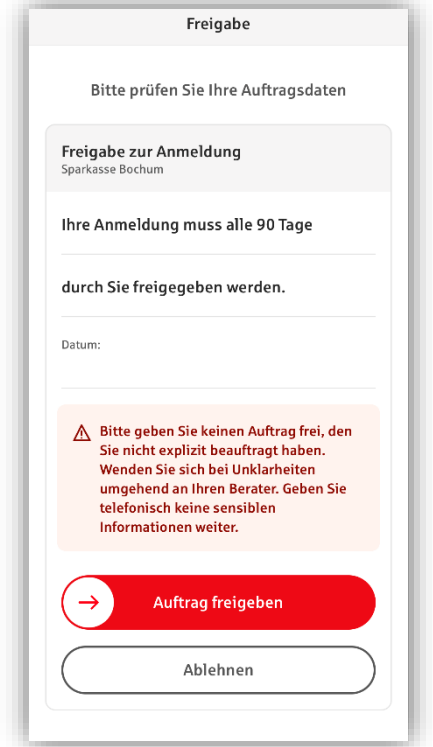 Freigabe
Bitte prüfen Sie Ihre Auftragsdaten
Freigabe zur Anmeldung
Sparkasse Bochum
Ihre Anmeldung muss alle 90 Tage
durch Sie freigegeben werden.
Datum:
Bitte geben Sie keinen Auftrag frei, den
Sie nicht explizit beauftragt haben.
Wenden Sie sich bei Unklarheiten
umgehend an Ihren Berater. Geben Sie
telefonisch keine sensiblen
Informationen weiter.
Auftrag freigeben
Ablehnen